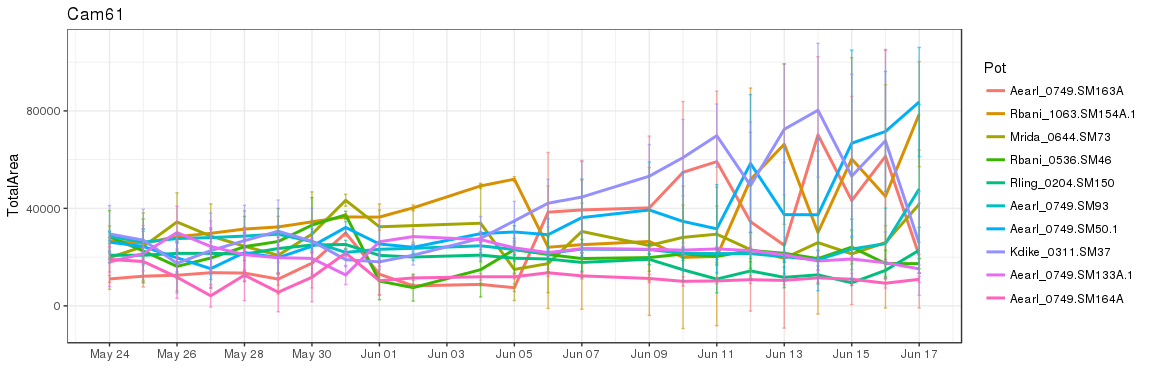 Cam61
TotalArea
80000
40000
0
May 24 May 26 May 28 May 30 Jun 01 Jun 03 Jun 05 Jun 07 Jun 09 Jun 11 Jun 13 Jun 15 Jun 17
Pot
Aearl_0749.SM163A
Rbani_1063.SM154A.1
Mrida_0644.SM73
Rbani_0536.SM46
Rling_0204.SM150
Aearl_0749.SM93
Aearl_0749.SM50.1
Kdike_0311.SM37
Aearl_0749.SM133A.1
Aearl_0749.SM164A